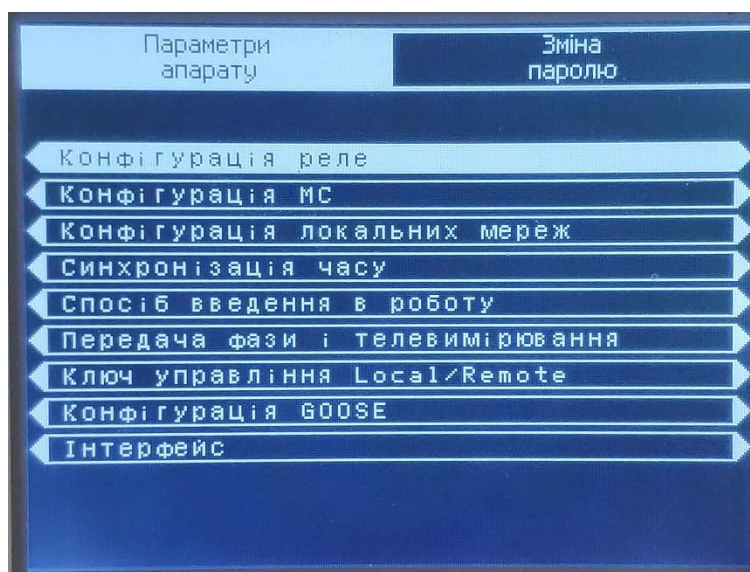 Параметри
апарату
Зміна
паролю
Конфігурація реле
Конфігурація МС
Конфігурація локальних мереж
Синхронізація часу
Спосіб введення в роботу
Передача фази і телевимірювання
Ключ управління Local/Remote
Конфігурація GOOSE
Інтерфейс